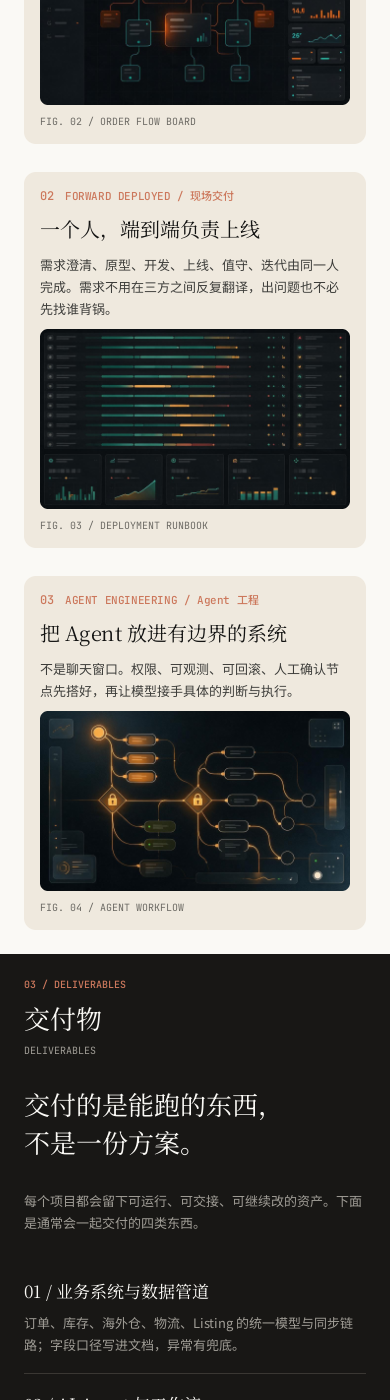 FIG. 02 / ORDER FLOW BOARD
02 FORWARD DEPLOYED / 现场交付
一个人，端到端负责上线
需求澄清、原型、开发、上线、值守、迭代由同一人
完成。需求不用在三方之间反复翻译，出问题也不必
先找谁背锅。
FIG. 03 / DEPLOYMENT RUNBOOK
03 AGENT ENGINEERING / Agent 工程
把 Agent 放进有边界的系统
不是聊天窗口。权限、可观测、可回滚、人工确认节
点先搭好，再让模型接手具体的判断与执行。
FIG. 04 / AGENT WORKFLOW
03 / DELIVERABLES
交付物
DELIVERABLES
交付的是能跑的东西，
不是一份方案。
每个项目都会留下可运行、可交接、可继续改的资产。下面
是通常会一起交付的四类东西。
01 / 业务系统与数据管道
订单、库存、海外仓、物流、Listing 的统一模型与同步链
路；字段口径写进文档，异常有兜底。